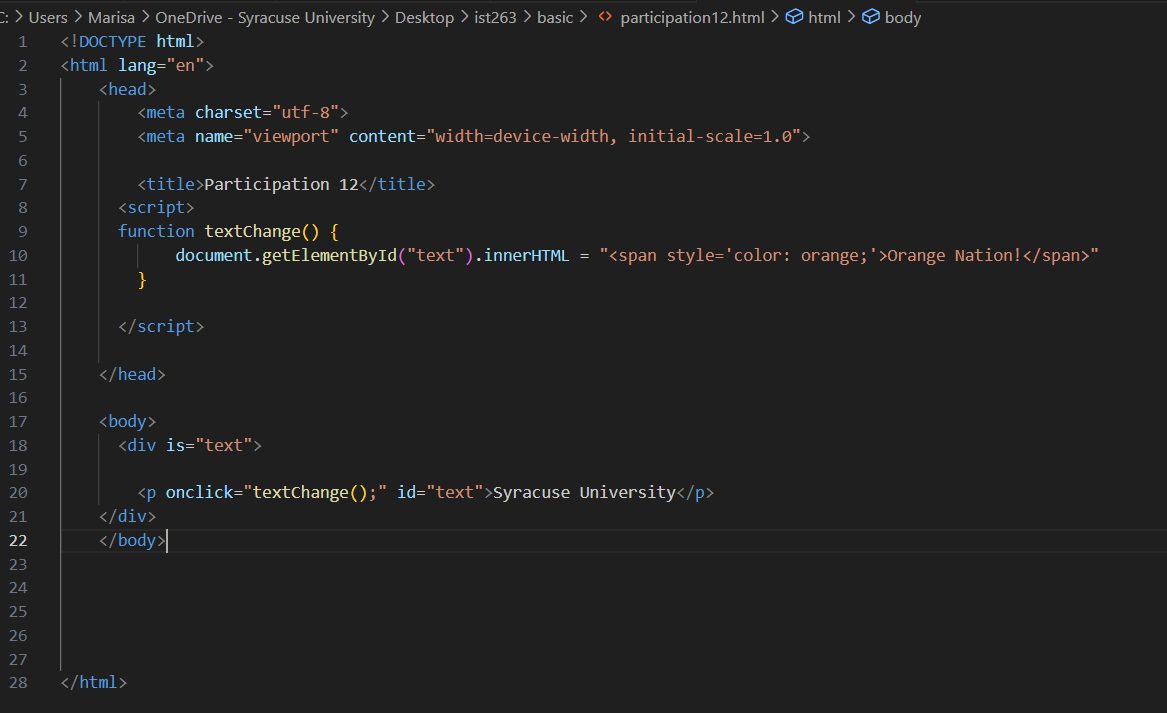 C: > Users > Marisa > OneDrive - Syracuse University > Desktop > ist263 > basic > <> participation12.html > html > body
1 <!DOCTYPE html>
2 <html lang="en">
3 <head>
4 <meta charset="utf-8">
5 <meta name="viewport" content="width=device-width, initial-scale=1.0">
6
7 <title>Participation 12</title>
8 <script>
9 function textChange() {
10 document.getElementById("text").innerHTML = "<span style='color: orange;'>Orange Nation!</span>"
11 }
12
13 </script>
14
15 </head>
16
17 <body>
18 <div is="text">
19
20 <p onclick="textChange();" id="text">Syracuse University</p>
21 </div>
22 </body>
23
24
25
26
27
28 </html>